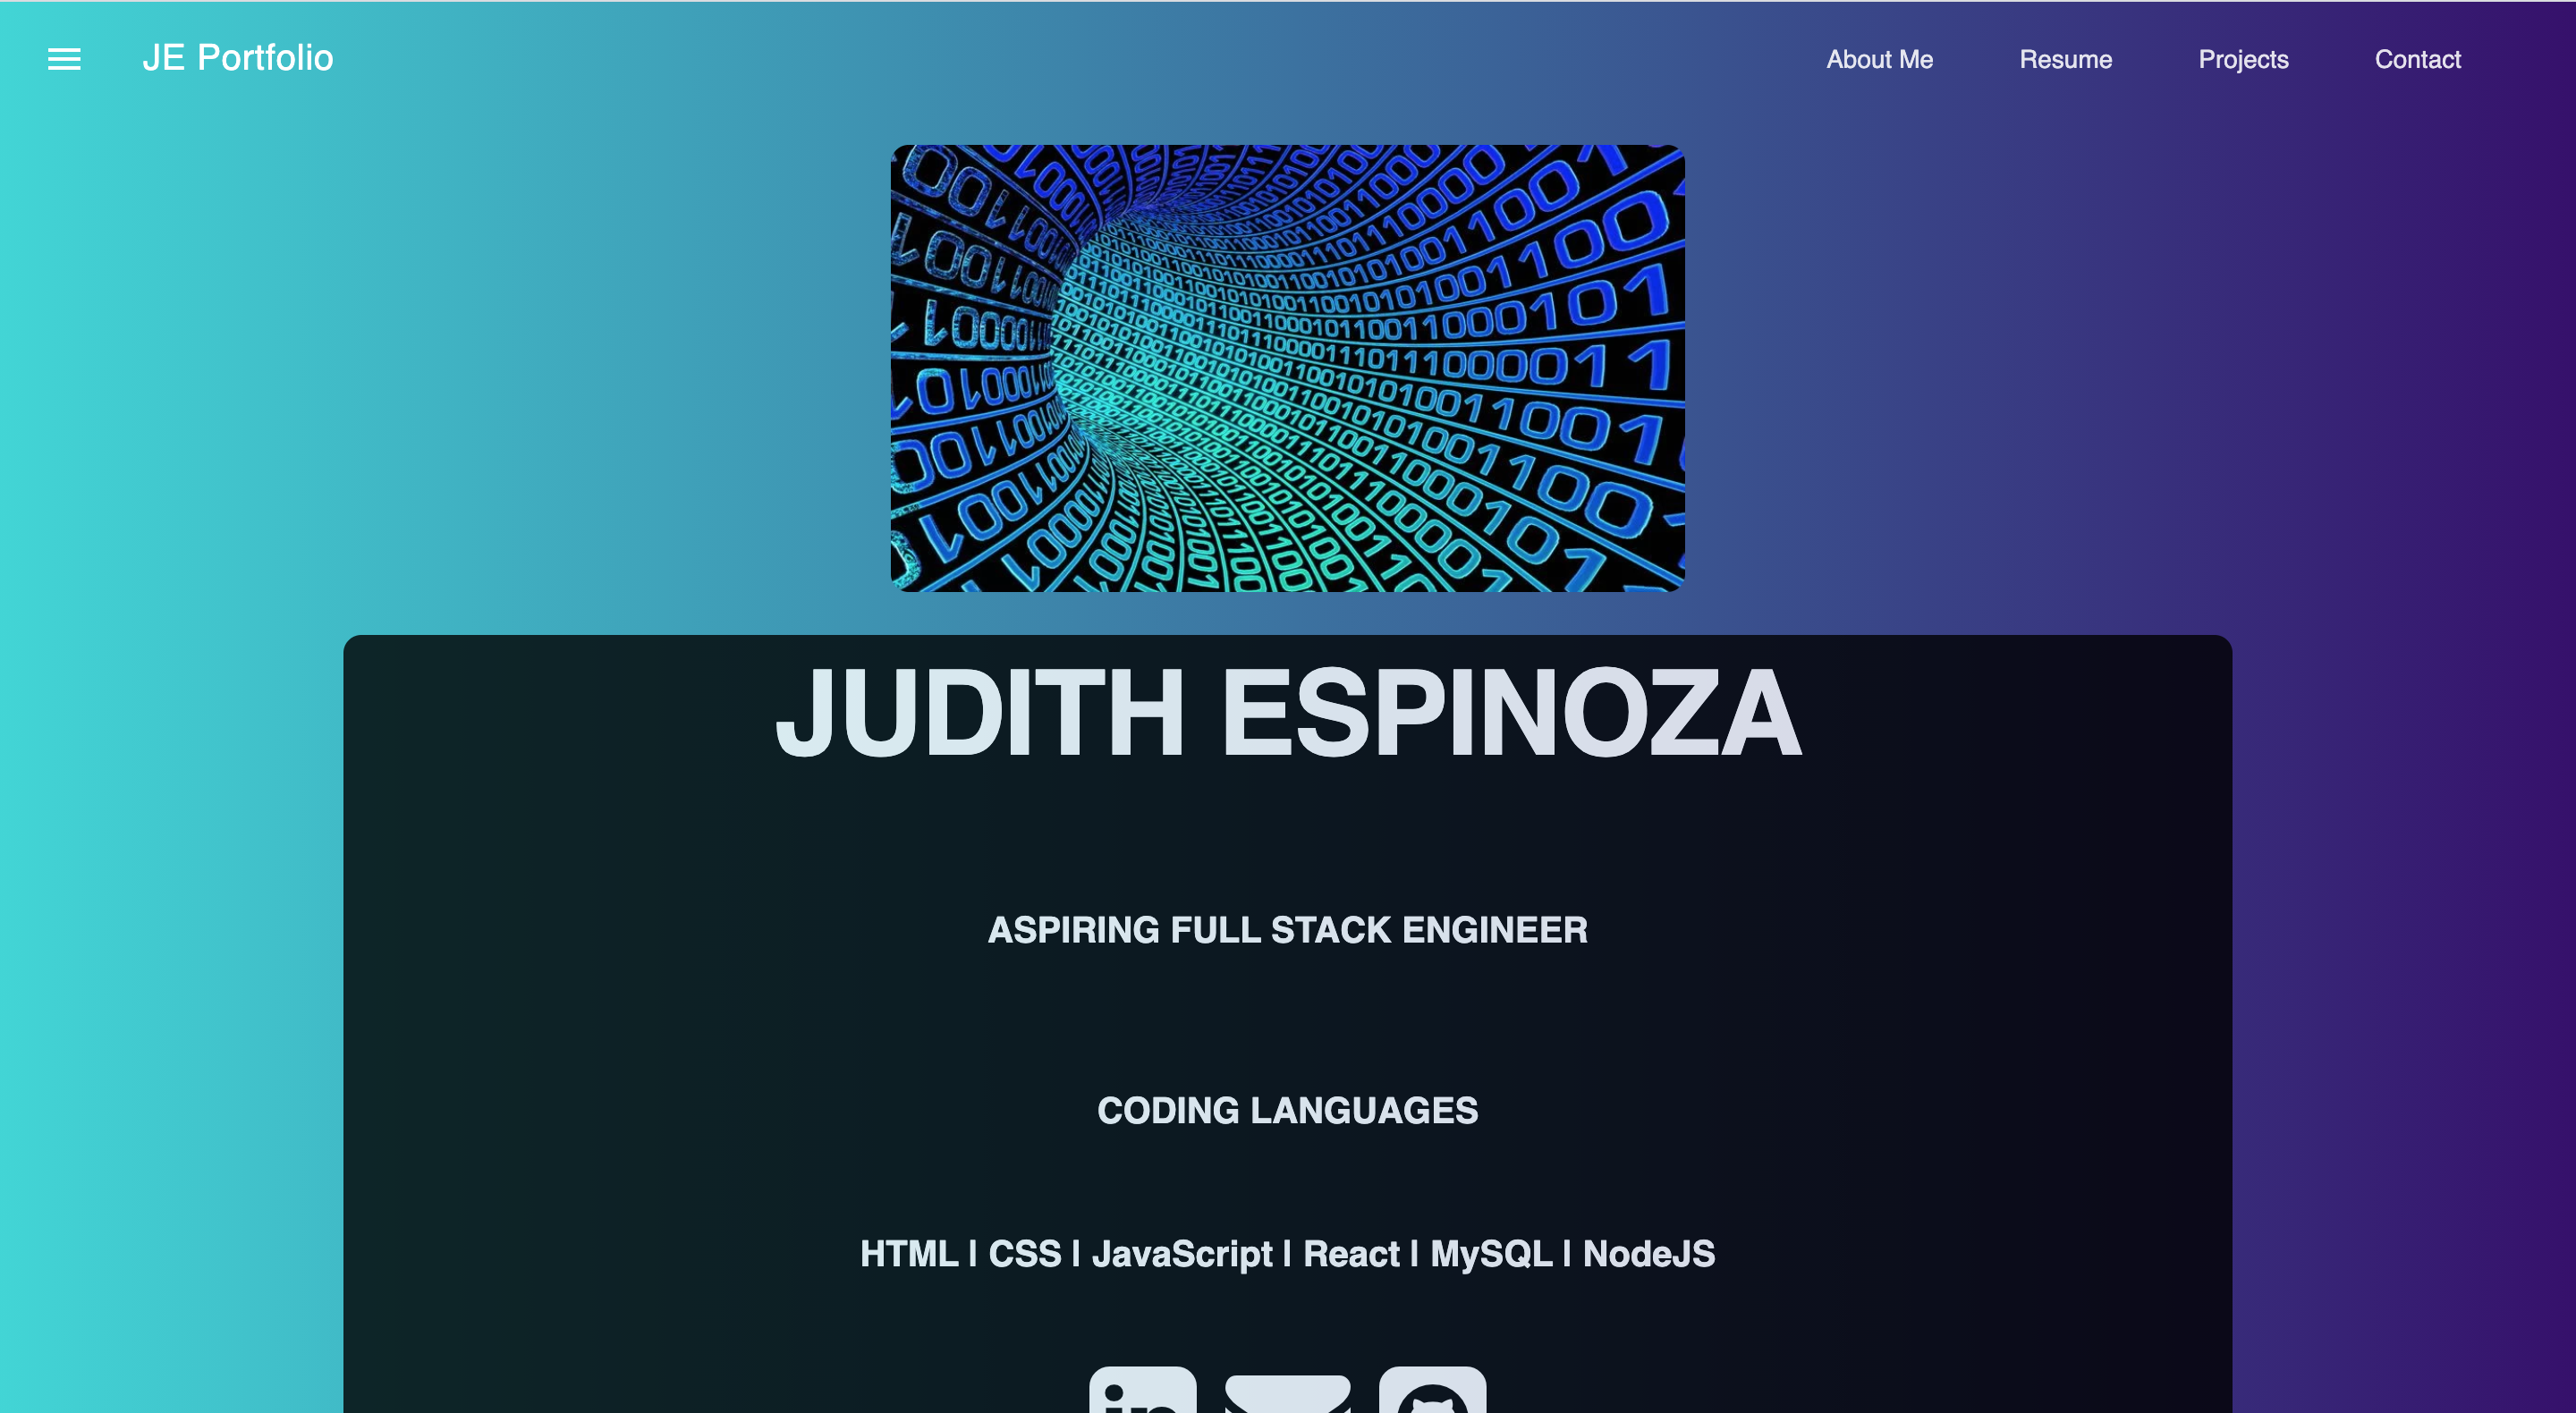 JE Portfolio
About Me Resume Projects Contact
JUDITH ESPINOZA
ASPIRING FULL STACK ENGINEER
CODING LANGUAGES
HTML | CSS | JavaScript | React | MySQL | NodeJS